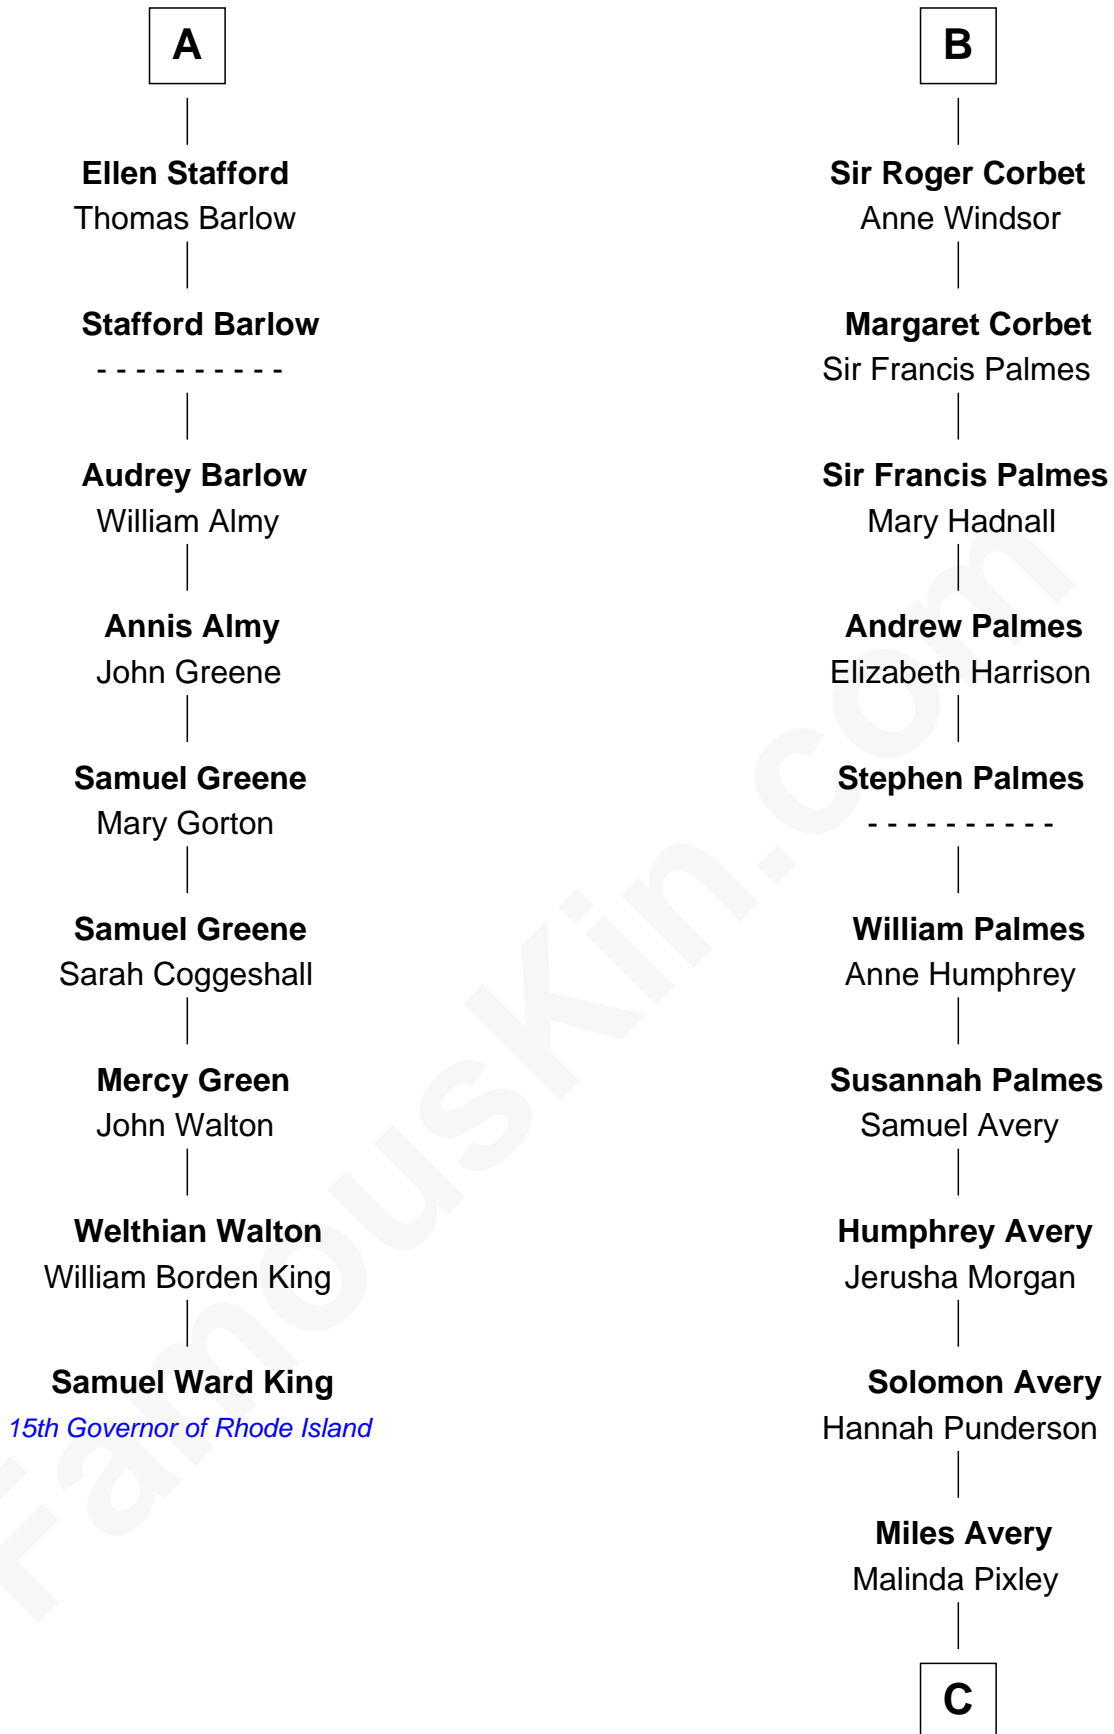 A
Ellen Stafford
Thomas Barlow
Stafford Barlow
- - - - - - - - - -
Audrey Barlow
William Almy
Annis Almy
John Greene
Samuel Greene
Mary Gorton
Samuel Greene
Sarah Coggeshall
Mercy Green
John Walton
Welthian Walton
William Borden King
Samuel Ward King
15th Governor of Rhode Island
B
Sir Roger Corbet
Anne Windsor
Margaret Corbet
Sir Francis Palmes
Sir Francis Palmes
Mary Hadnall
Andrew Palmes
Elizabeth Harrison
Stephen Palmes
- - - - - - - - - -
William Palmes
Anne Humphrey
Susannah Palmes
Samuel Avery
Humphrey Avery
Jerusha Morgan
Solomon Avery
Hannah Punderson
Miles Avery
Malinda Pixley
C
FamousKin.com